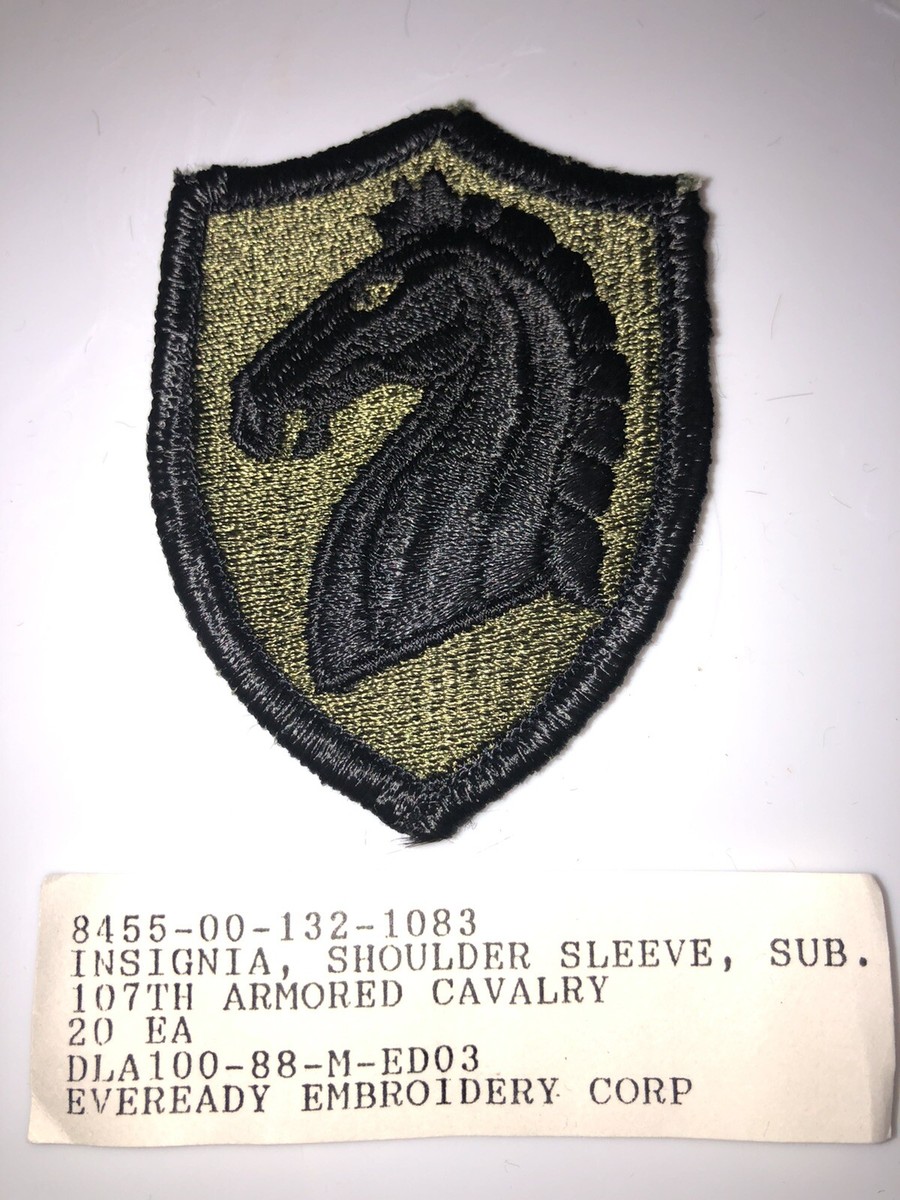 8455-00-132-1083
INSIGNIA, SHOULDER SLEEVE, SUB.
107TH ARMORED CAVALRY
20 EA
DLA100-88-M-ED03
EVEREADY EMBROIDERY CORP